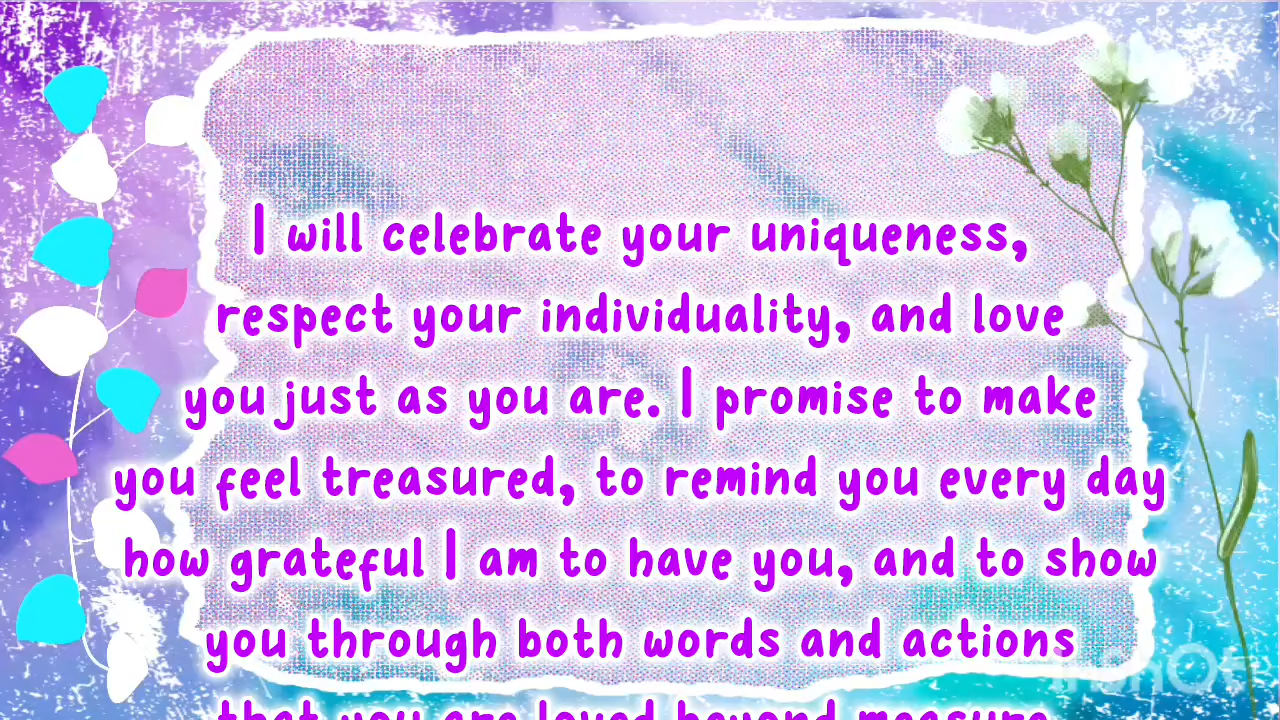 I will celebrate your uniqueness,
respect your individuality, and love
you just as you are. I promise to make
you feel treasured, to remind you every day
how grateful I am to have you, and to show
you through both words and actions
that you are loved beyond measure
InShOt